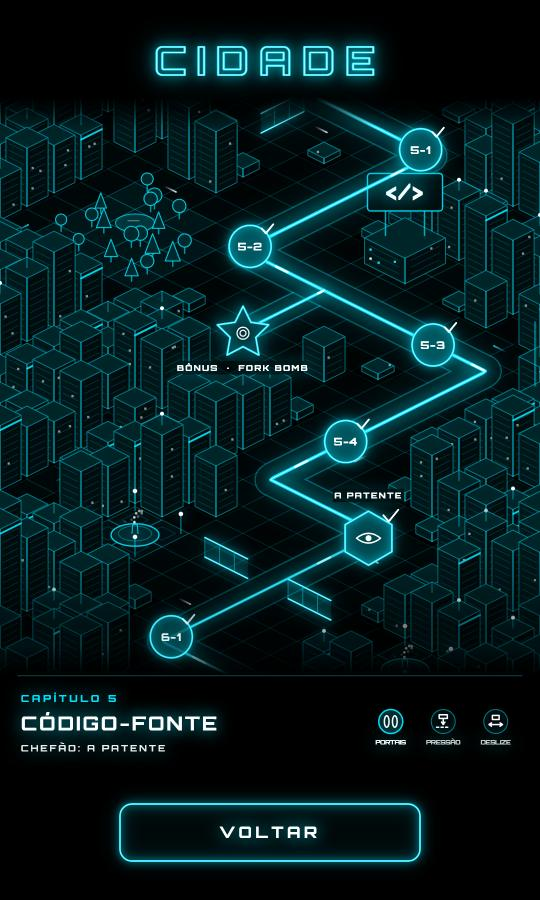 CIDADE
5-1
</>
5-2
5-3
BÔNUS · FORK BOMB
5-4
A PATENTE
6-1
CAPÍTULO 5
CÓDIGO-FONTE
CHEFÃO: A PATENTE
PORTAIS
PRESSÃO
DESLIZE
VOLTAR